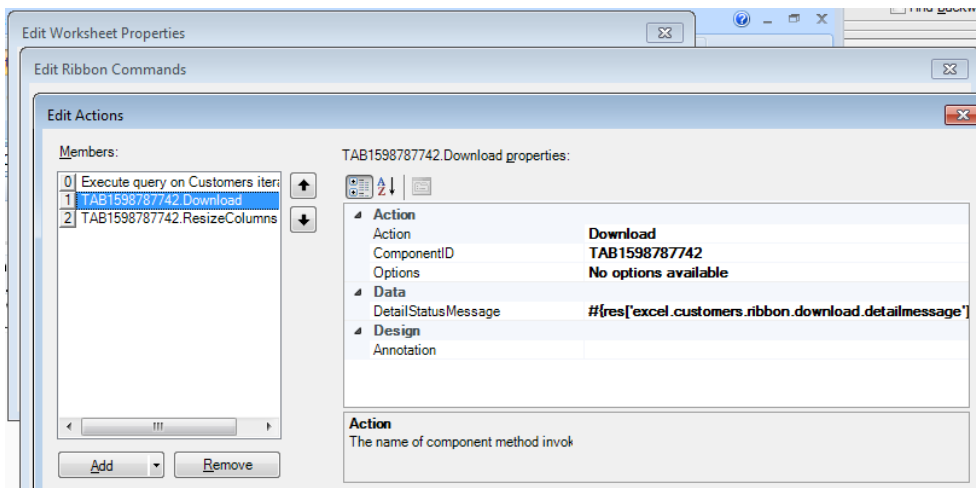 Edit Worksheet Properties
Edit Ribbon Commands
Edit Actions
Members:
0 Execute query on Customers itera
1 TAB1598787742.Download
2 TAB1598787742.ResizeColumns
Add
Remove
TAB1598787742.Download properties:
Action
Action Download
ComponentID TAB1598787742
Options No options available
Data
DetailStatusMessage #{res['excel.customers.ribbon.download.detailmessage']
Design
Annotation
Action
The name of component method invok